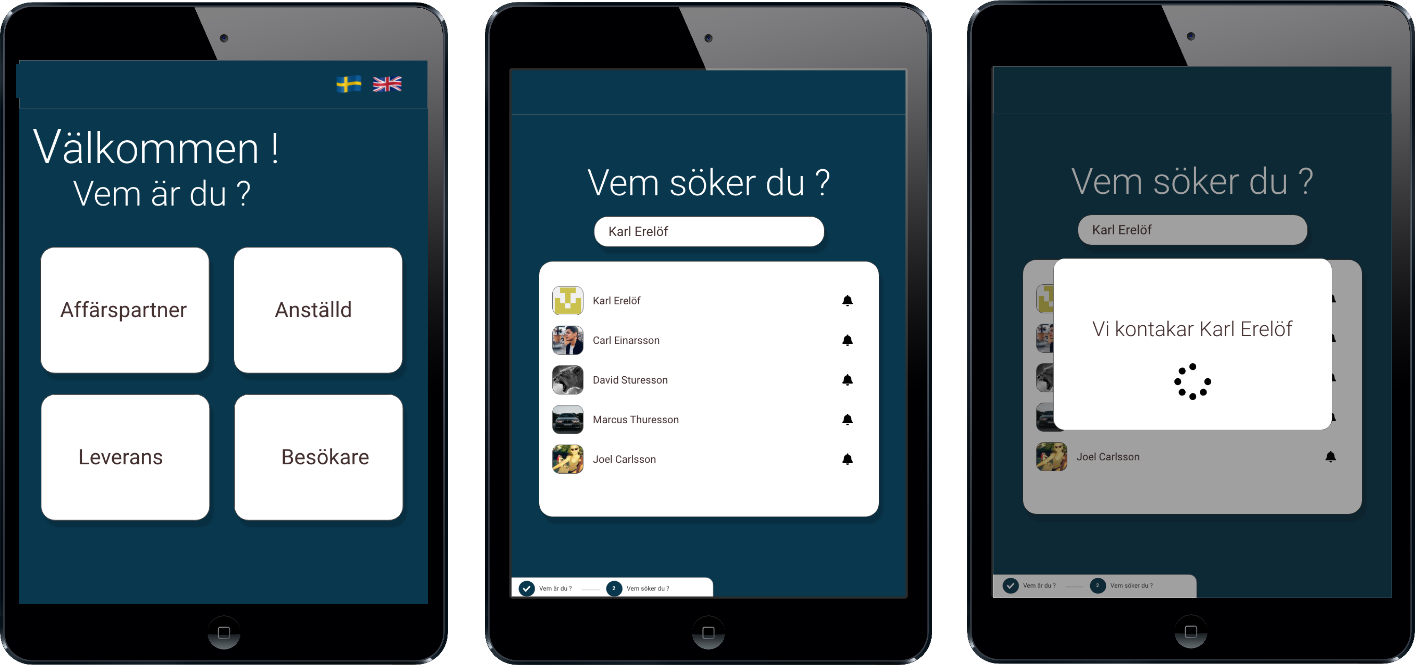 Välkommen !
Vem är du ?
Affärspartner
Anställd
Leverans
Besökare
Vem söker du ?
Karl Erelöf
Karl Erelöf
Carl Einarsson
David Sturesson
Marcus Thuresson
Joel Carlsson
Vem är du ?
2
Vem söker du ?
Vem söker du ?
Karl Erelöf
Vi kontakar Karl Erelöf
Joel Carlsson
Vem är du ?
2
Vem söker du ?